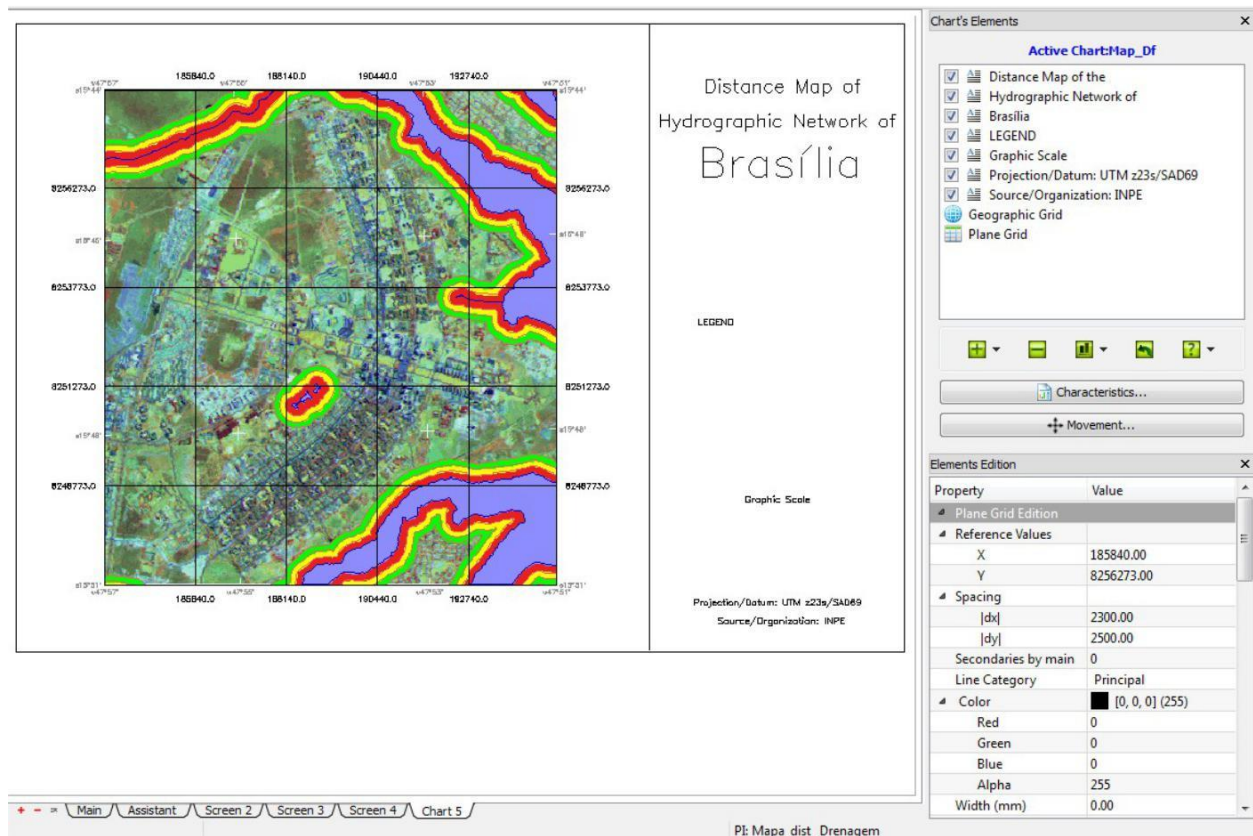 185840.0 188140.0 190440.0 192740.0
8256273.0 8256273.0
8253773.0 8253773.0
8251273.0 8251273.0
8248773.0 8248773.0
185840.0 188140.0 190440.0 192740.0
Distance Map of
Hydrographic Network of
Brasília
LEGEND
Graphic Scale
Projection/Datum: UTM z23s/SAD69
Source/Organization: INPE
Chart's Elements
Active Chart:Map_Df
Distance Map of the
Hydrographic Network of
Brasília
LEGEND
Graphic Scale
Projection/Datum: UTM z23s/SAD69
Source/Organization: INPE
Geographic Grid
Plane Grid
Characteristics...
Movement...
Elements Edition
Property Value
Plane Grid Edition
Reference Values
X 185840.00
Y 8256273.00
Spacing
|dx| 2300.00
|dy| 2500.00
Secondaries by main 0
Line Category Principal
Color [0, 0, 0] (255)
Red 0
Green 0
Blue 0
Alpha 255
Width (mm) 0.00
Main Assistant Screen 2 Screen 3 Screen 4 Chart 5
PI: Mapa_dist_Drenagem